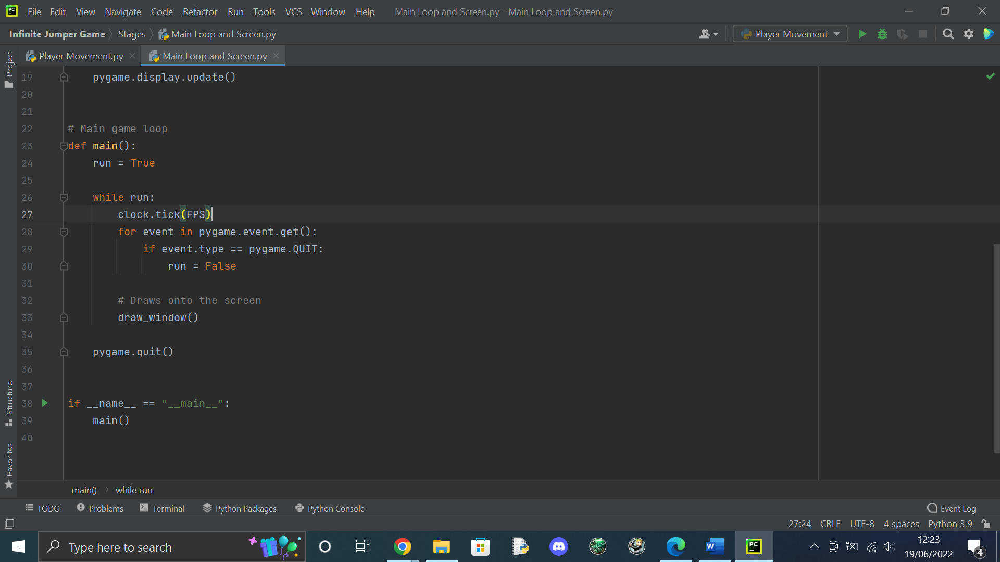 PC File Edit View Navigate Code Refactor Run Tools VCS Window Help Main Loop and Screen.py - Main Loop and Screen.py
Infinite Jumper Game Stages Main Loop and Screen.py Player Movement
Player Movement.py Main Loop and Screen.py
Project
19 pygame.display.update()
20
21
22 # Main game loop
23 def main():
24 run = True
25
26 while run:
27 clock.tick(FPS)
28 for event in pygame.event.get():
29 if event.type == pygame.QUIT:
30 run = False
31
32 # Draws onto the screen
33 draw_window()
34
35 pygame.quit()
36
37
38 if __name__ == "__main__":
39 main()
40
Structure
Favorites
main() while run
TODO Problems Terminal Python Packages Python Console Event Log
27:24 CRLF UTF-8 4 spaces Python 3.9
Type here to search W PC 12:23
19/06/2022 4